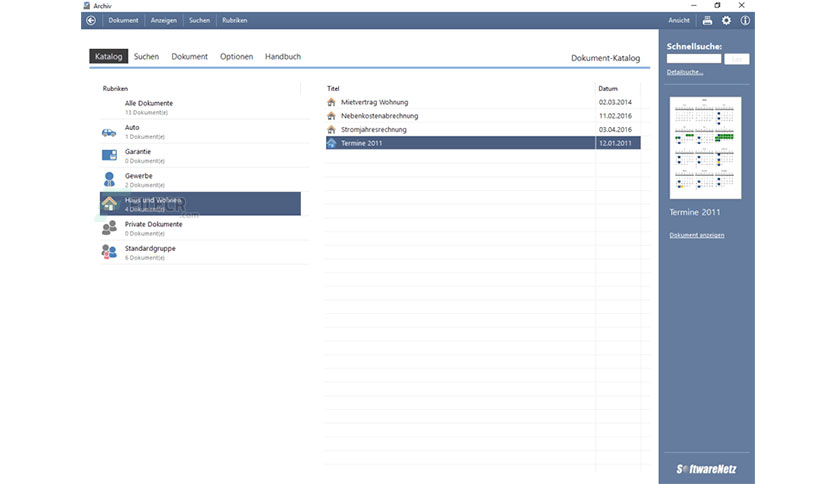 Archiv
Dokument Anzeigen Suchen Rubriken Ansicht
Schnellsuche:
Detailsuche...
Katalog Suchen Dokument Optionen Handbuch Dokument-Katalog
Rubriken
Alle Dokumente
13 Dokument(e)
Auto
1 Dokument(e)
Garantie
0 Dokument(e)
Gewerbe
2 Dokument(e)
Haus und Wohnen
4 Dokument(e)
Private Dokumente
0 Dokument(e)
Standardgruppe
6 Dokument(e)
Titel Datum
Mietvertrag Wohnung 02.03.2014
Nebenkostenabrechnung 11.02.2016
Stromjahresrechnung 03.04.2016
Termine 2011 12.01.2011
Termine 2011
Dokument anzeigen
SoftwareNetz